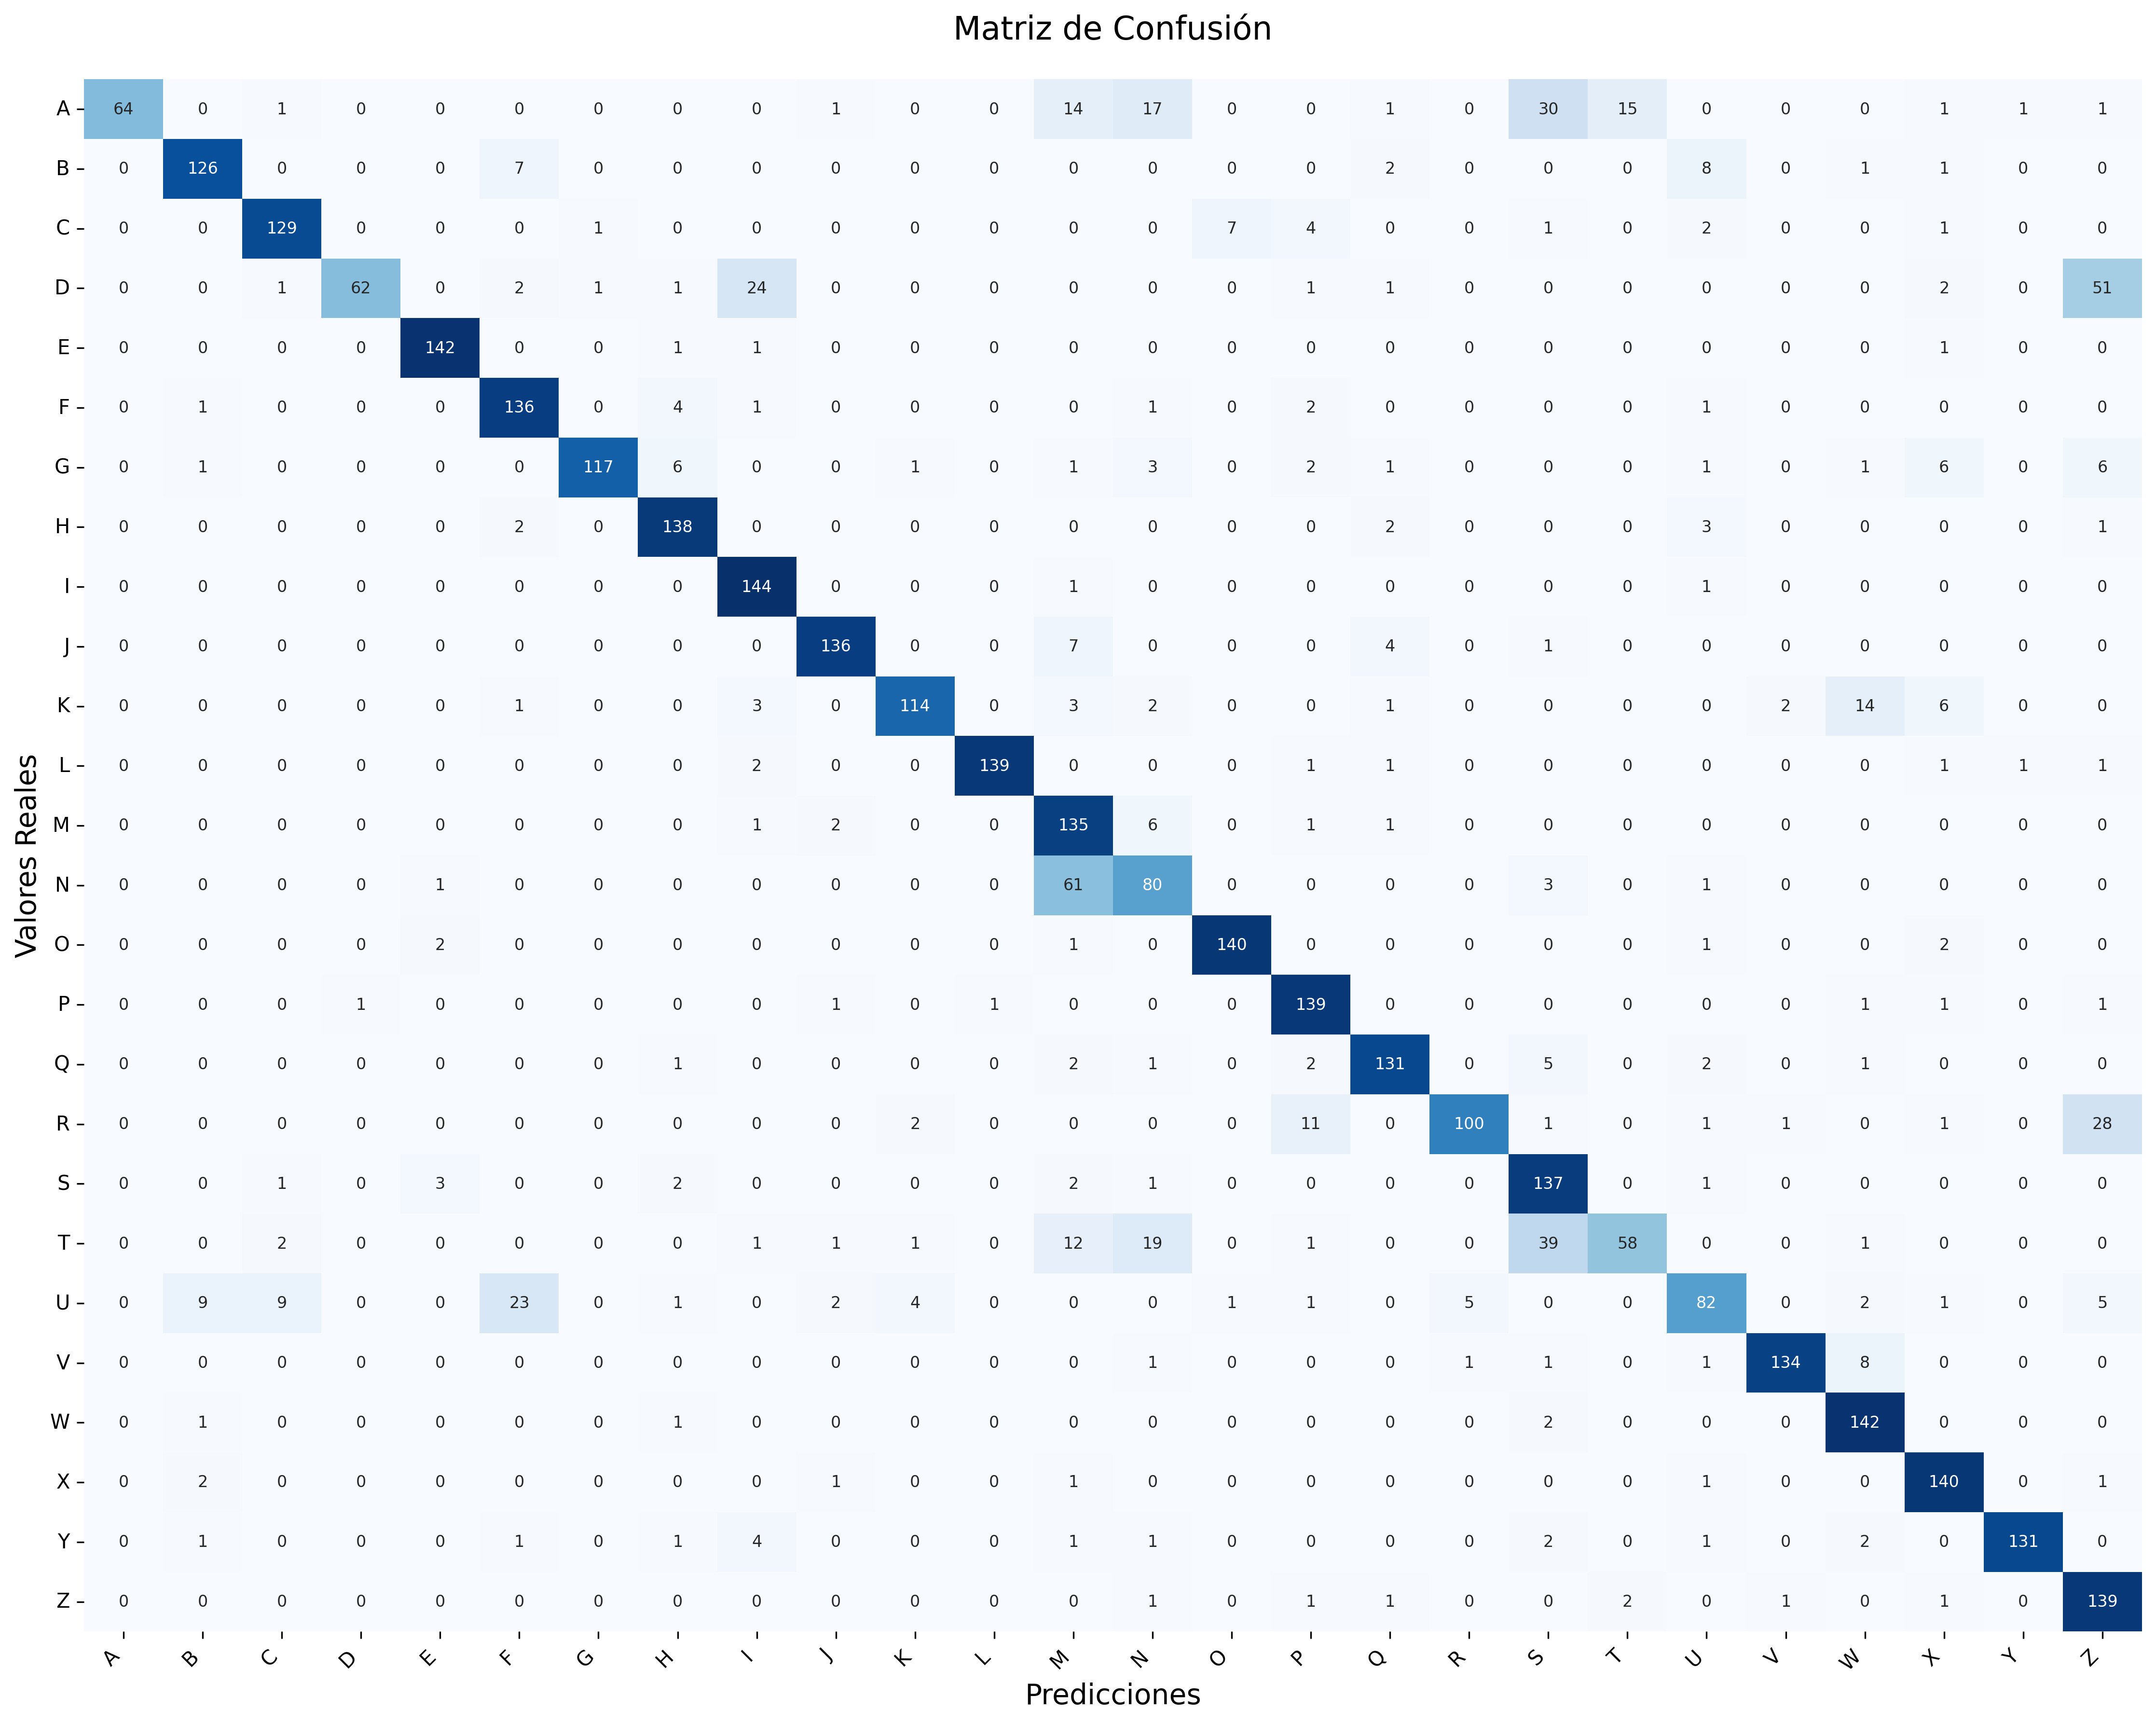 Matriz de Confusión
A 64 0 1 0 0 0 0 0 0 1 0 0 14 17 0 0 1 0 30 15 0 0 0 1 1 1
B 0 126 0 0 0 7 0 0 0 0 0 0 0 0 0 0 2 0 0 0 8 0 1 1 0 0
C 0 0 129 0 0 0 1 0 0 0 0 0 0 0 7 4 0 0 1 0 2 0 0 1 0 0
D 0 0 1 62 0 2 1 1 24 0 0 0 0 0 0 1 1 0 0 0 0 0 0 2 0 51
E 0 0 0 0 142 0 0 1 1 0 0 0 0 0 0 0 0 0 0 0 0 0 0 1 0 0
F 0 1 0 0 0 136 0 4 1 0 0 0 0 1 0 2 0 0 0 0 1 0 0 0 0 0
G 0 1 0 0 0 0 117 6 0 0 1 0 1 3 0 2 1 0 0 0 1 0 1 6 0 6
H 0 0 0 0 0 2 0 138 0 0 0 0 0 0 0 0 2 0 0 0 3 0 0 0 0 1
I 0 0 0 0 0 0 0 0 144 0 0 0 1 0 0 0 0 0 0 0 1 0 0 0 0 0
J 0 0 0 0 0 0 0 0 0 136 0 0 7 0 0 0 4 0 1 0 0 0 0 0 0 0
K 0 0 0 0 0 1 0 0 3 0 114 0 3 2 0 0 1 0 0 0 0 2 14 6 0 0
L 0 0 0 0 0 0 0 0 2 0 0 139 0 0 0 1 1 0 0 0 0 0 0 1 1 1
M 0 0 0 0 0 0 0 0 1 2 0 0 135 6 0 1 1 0 0 0 0 0 0 0 0 0
N 0 0 0 0 1 0 0 0 0 0 0 0 61 80 0 0 0 0 3 0 1 0 0 0 0 0
O 0 0 0 0 2 0 0 0 0 0 0 0 1 0 140 0 0 0 0 0 1 0 0 2 0 0
P 0 0 0 1 0 0 0 0 0 1 0 1 0 0 0 139 0 0 0 0 0 0 1 1 0 1
Q 0 0 0 0 0 0 0 1 0 0 0 0 2 1 0 2 131 0 5 0 2 0 1 0 0 0
R 0 0 0 0 0 0 0 0 0 0 2 0 0 0 0 11 0 100 1 0 1 1 0 1 0 28
S 0 0 1 0 3 0 0 2 0 0 0 0 2 1 0 0 0 0 137 0 1 0 0 0 0 0
T 0 0 2 0 0 0 0 0 1 1 1 0 12 19 0 1 0 0 39 58 0 0 1 0 0 0
U 0 9 9 0 0 23 0 1 0 2 4 0 0 0 1 1 0 5 0 0 82 0 2 1 0 5
V 0 0 0 0 0 0 0 0 0 0 0 0 0 1 0 0 0 1 1 0 1 134 8 0 0 0
W 0 1 0 0 0 0 0 1 0 0 0 0 0 0 0 0 0 0 2 0 0 0 142 0 0 0
X 0 2 0 0 0 0 0 0 0 1 0 0 1 0 0 0 0 0 0 0 1 0 0 140 0 1
Y 0 1 0 0 0 1 0 1 4 0 0 0 1 1 0 0 0 0 2 0 1 0 2 0 131 0
Z 0 0 0 0 0 0 0 0 0 0 0 0 0 1 0 1 1 0 0 2 0 1 0 1 0 139
A B C D E F G H I J K L M N O P Q R S T U V W X Y Z
Predicciones
Valores Reales